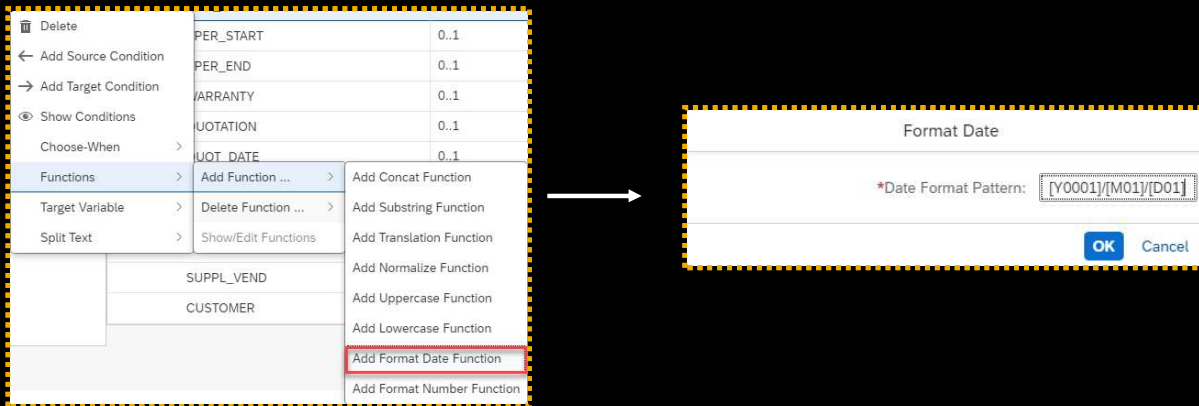 Delete
Add Source Condition
Add Target Condition
Show Conditions
Choose-When
Functions
Target Variable
Split Text
PER_START 0..1
PER_END 0..1
ARRANTY 0..1
UOTATION 0..1
UOT_DATE 0..1
SUPPL_VEND
CUSTOMER
Add Function ...
Delete Function ...
Show/Edit Functions
Add Concat Function
Add Substring Function
Add Translation Function
Add Normalize Function
Add Uppercase Function
Add Lowercase Function
Add Format Date Function
Add Format Number Function
Format Date
*Date Format Pattern: [Y0001]/[M01]/[D01]
OK Cancel